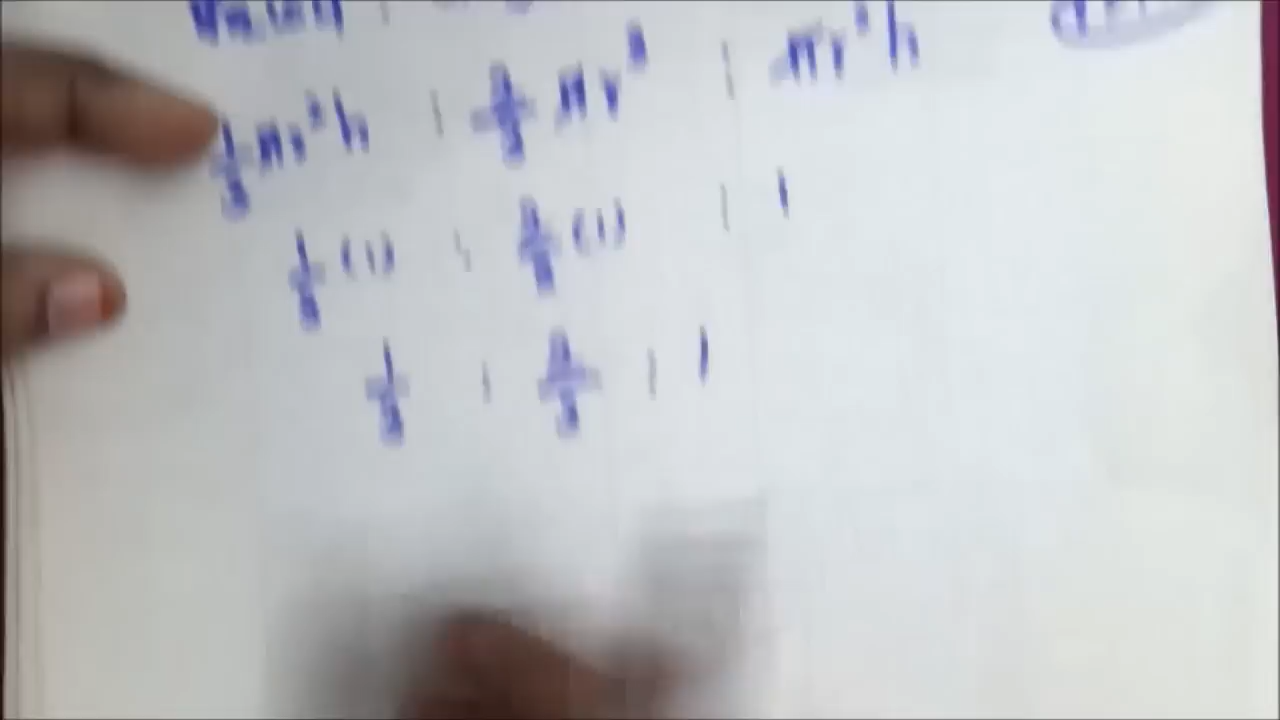 1/3 πr²h : 2/3 πr³ : πr²h
1/3 (1) : 2/3 (1) : 1
1/3 : 2/3 : 1